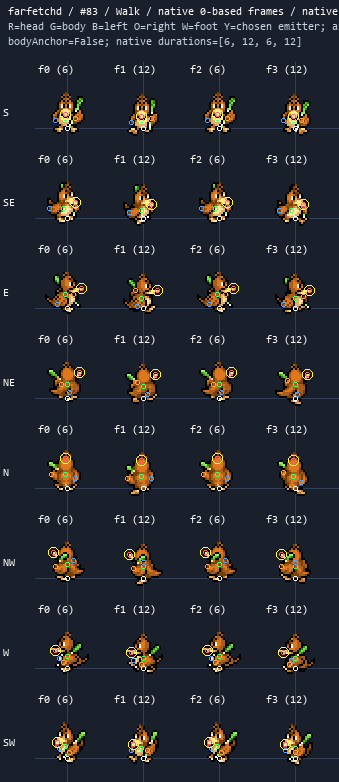 farfetchd / #83 / Walk / native 0-based frames / native
R=head G=body B=left O=right W=foot Y=chosen emitter;
bodyAnchor=False; native durations=[6, 12, 6, 12]
f0 (6) f1 (12) f2 (6) f3 (12)
S
f0 (6) f1 (12) f2 (6) f3 (12)
SE
f0 (6) f1 (12) f2 (6) f3 (12)
E
f0 (6) f1 (12) f2 (6) f3 (12)
NE
f0 (6) f1 (12) f2 (6) f3 (12)
N
f0 (6) f1 (12) f2 (6) f3 (12)
NW
f0 (6) f1 (12) f2 (6) f3 (12)
W
f0 (6) f1 (12) f2 (6) f3 (12)
SW